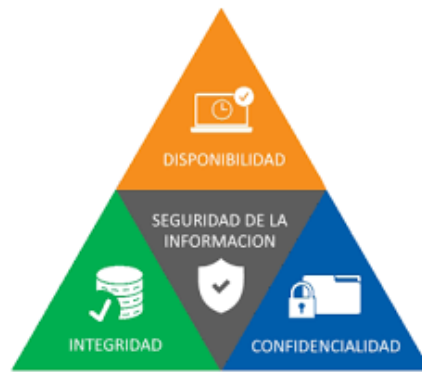 DISPONIBILIDAD
SEGURIDAD DE LA
INFORMACION
INTEGRIDAD
CONFIDENCIALIDAD